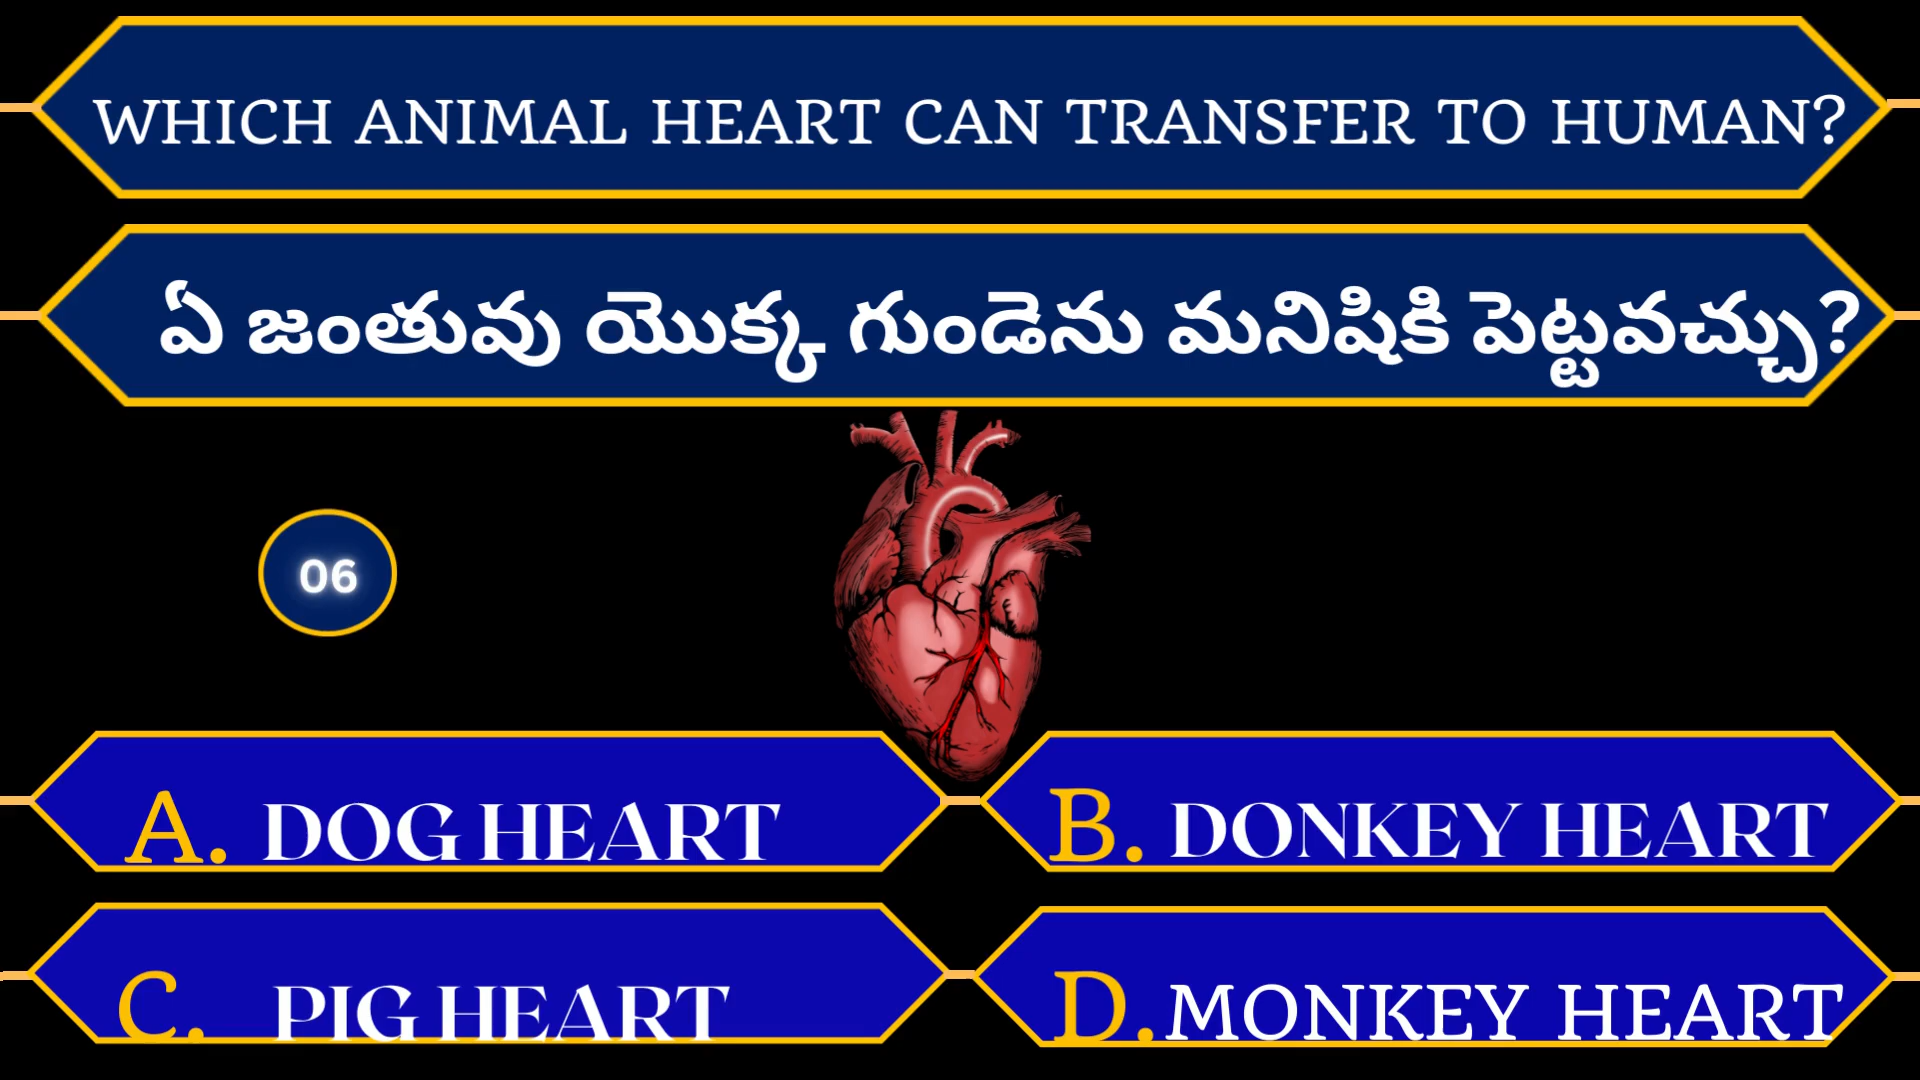 WHICH ANIMAL HEART CAN TRANSFER TO HUMAN?
ఏ జంతువు యొక్క గుండెను మనిషికి పెట్టవచ్చు?
06
A. DOG HEART
B. DONKEY HEART
C. PIG HEART
D. MONKEY HEART